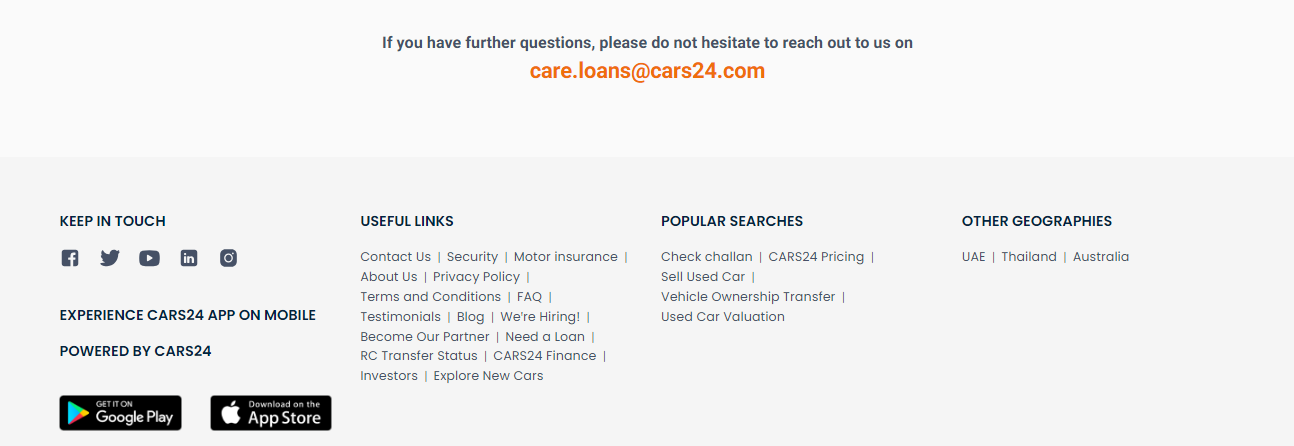 If you have further questions, please do not hesitate to reach out to us on
care.loans@cars24.com
KEEP IN TOUCH
EXPERIENCE CARS24 APP ON MOBILE
POWERED BY CARS24
GET IT ON
Google Play
Download on the
App Store
USEFUL LINKS
Contact Us | Security | Motor insurance |
About Us | Privacy Policy |
Terms and Conditions | FAQ |
Testimonials | Blog | We're Hiring! |
Become Our Partner | Need a Loan |
RC Transfer Status | CARS24 Finance |
Investors | Explore New Cars
POPULAR SEARCHES
Check challan | CARS24 Pricing |
Sell Used Car |
Vehicle Ownership Transfer |
Used Car Valuation
OTHER GEOGRAPHIES
UAE | Thailand | Australia